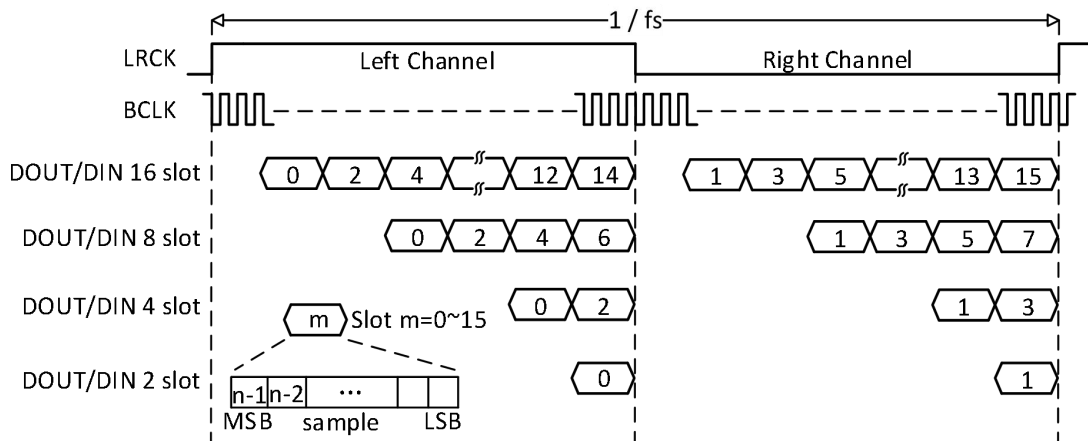 1 / fs
LRCK Left Channel Right Channel
BCLK
DOUT/DIN 16 slot 0 2 4 12 14 1 3 5 13 15
DOUT/DIN 8 slot 0 2 4 6 1 3 5 7
DOUT/DIN 4 slot 0 2 1 3
m Slot m=0~15
DOUT/DIN 2 slot 0 1
n-1 n-2 ...
MSB sample LSB